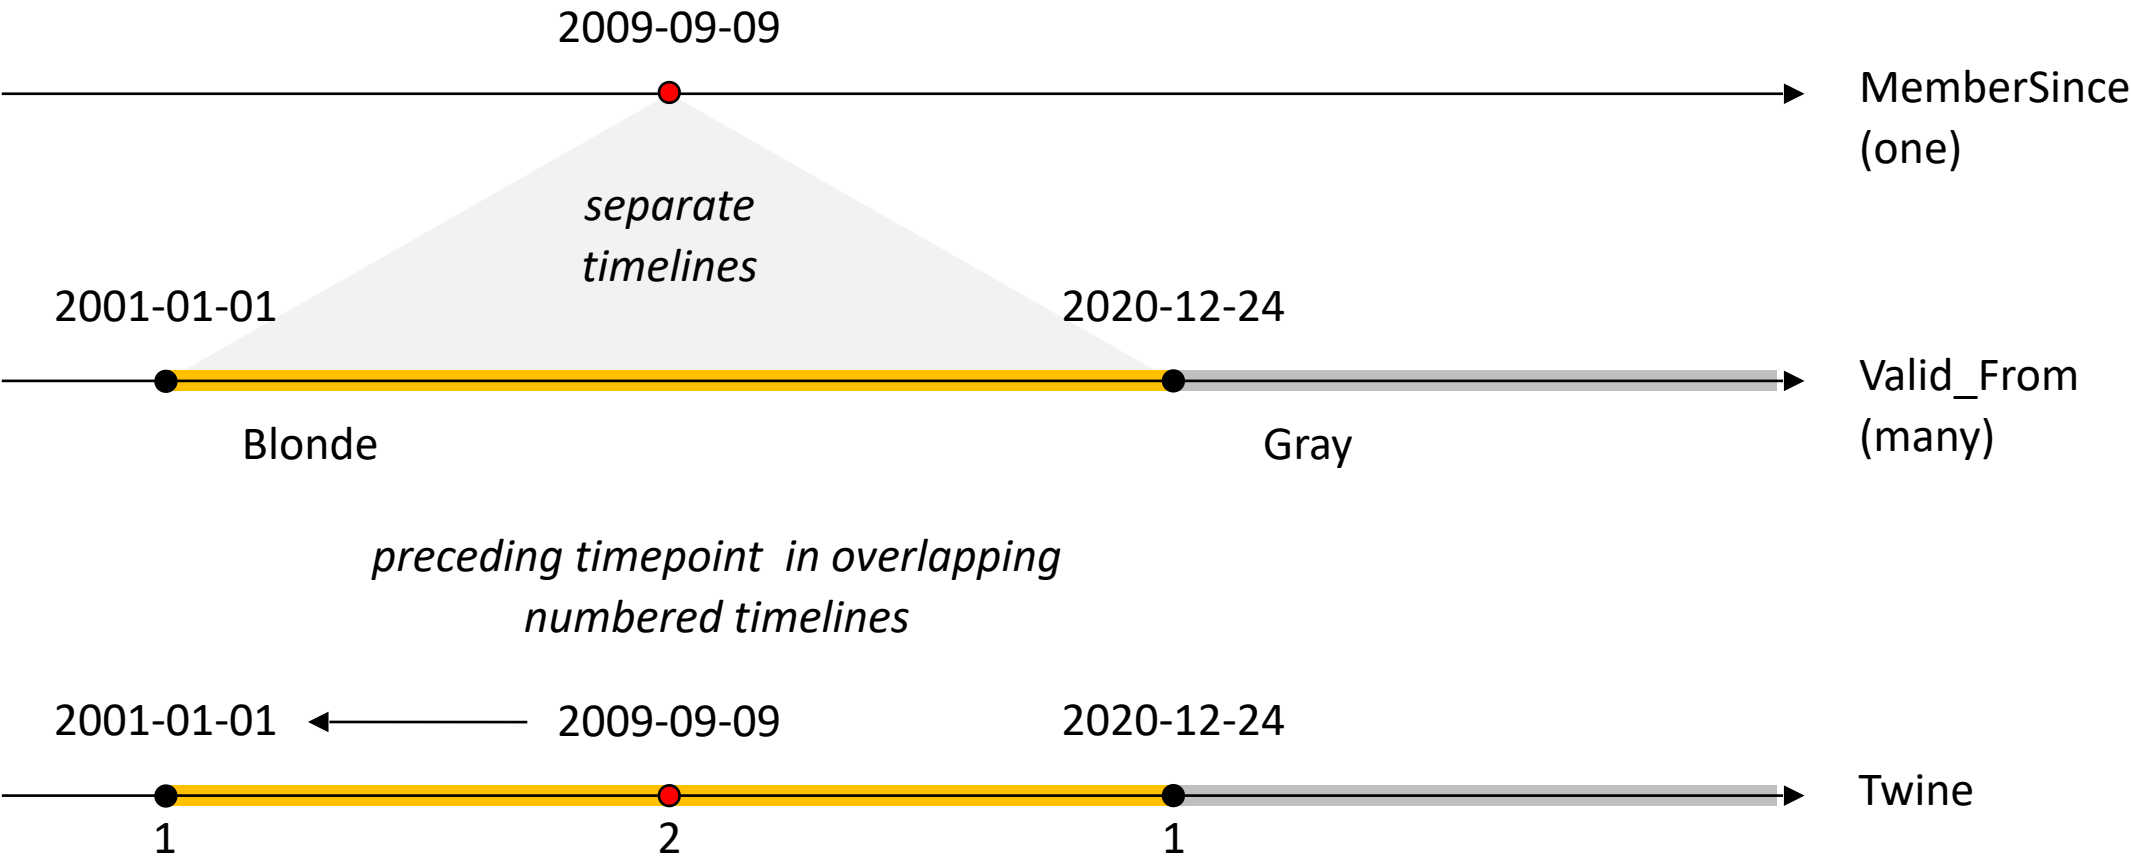 2009-09-09
MemberSince
(one)
separate
timelines
2001-01-01
2020-12-24
Valid_From
(many)
Blonde
Gray
preceding timepoint  in overlapping
numbered timelines
2001-01-01
2009-09-09
2020-12-24
Twine
1
2
1